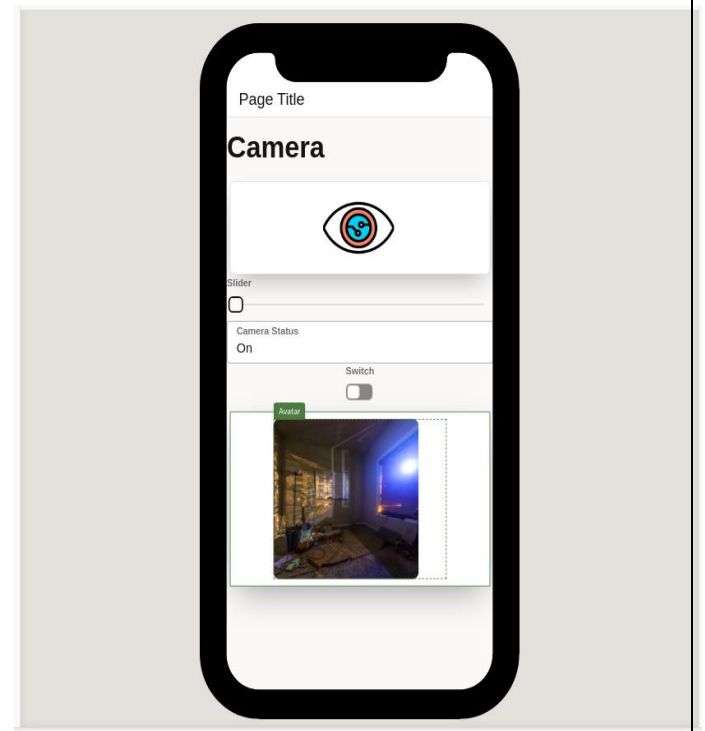 Page Title
Camera
Slider
Camera Status
On
Switch
Avatar